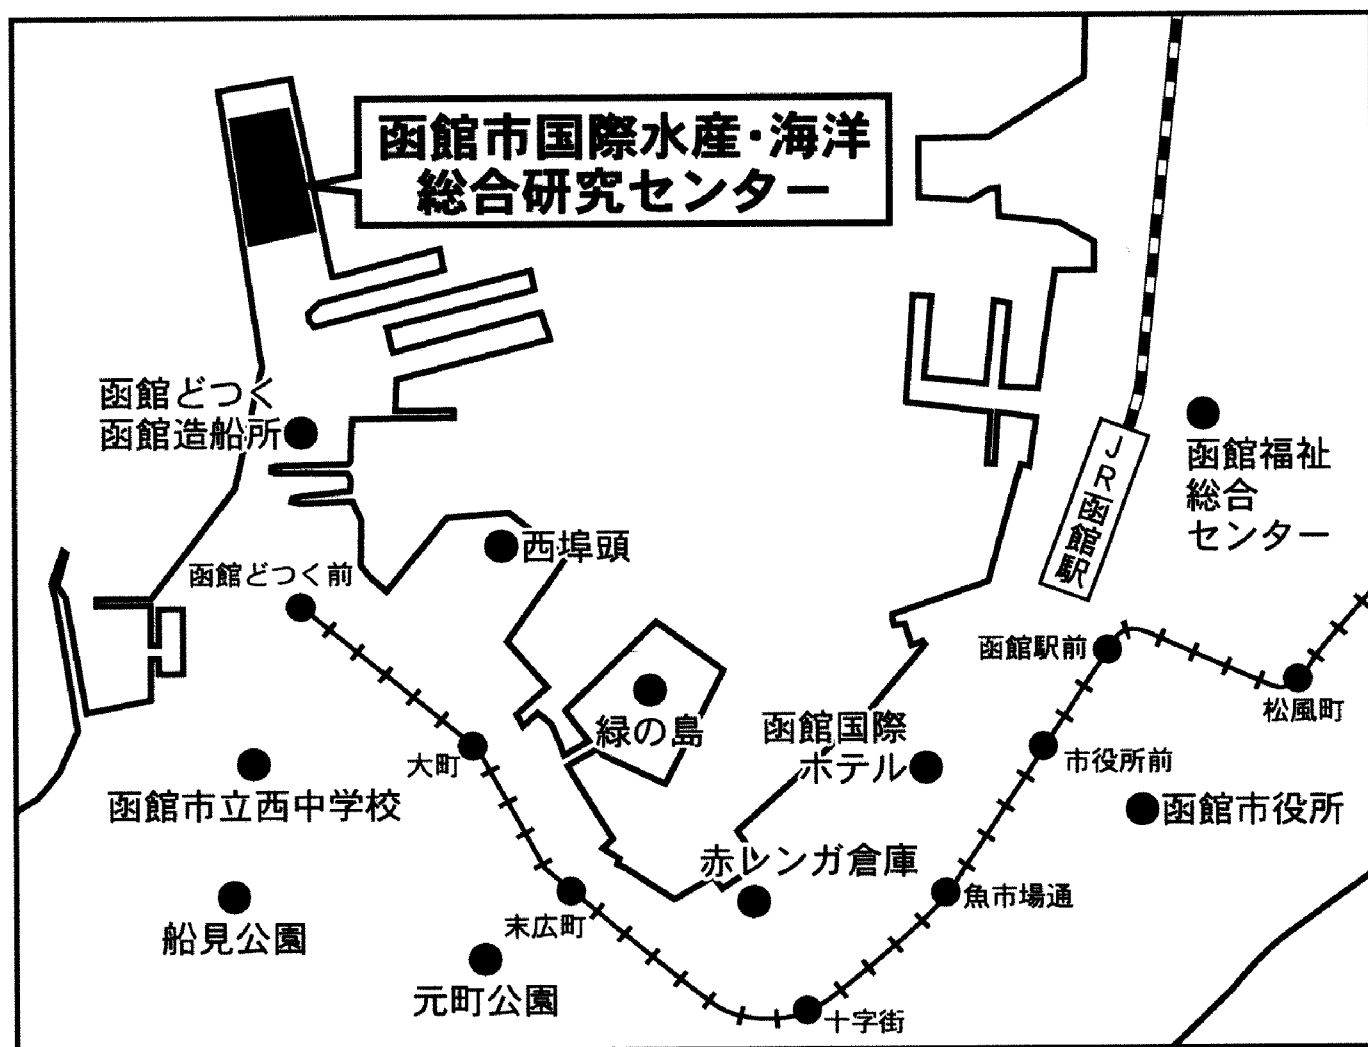 函館市国際水産・海洋
総合研究センター
函館どつく
函館造船所
函館福祉
総合
センター
JR函館駅
西埠頭
函館どつく前
函館駅前
緑の島
松風町
函館国際
ホテル
大町
市役所前
函館市立西中学校
函館市役所
赤レンガ倉庫
魚市場通
末広町
船見公園
元町公園
十字街